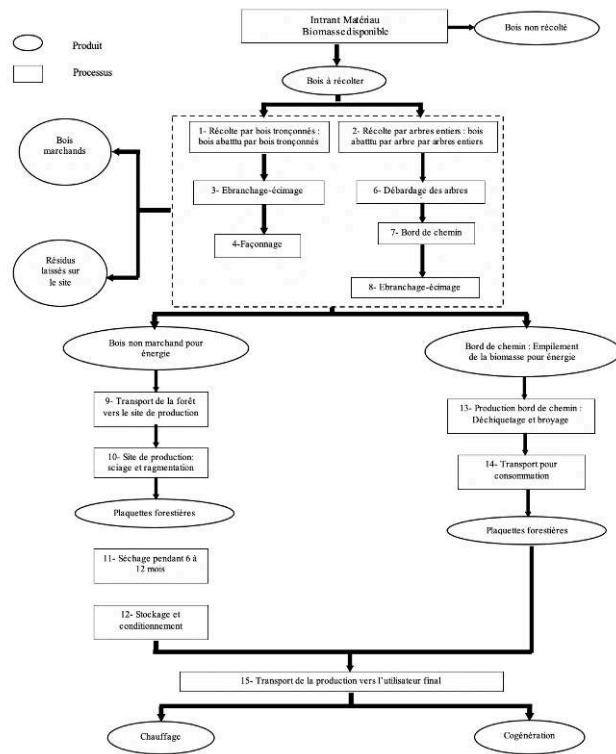 Produit
Processus
Intrant Matériau
Biomasse disponible
Bois non récolté
Bois à récolter
1- Récolte par bois tronçonnés :
bois abatttu par bois tronçonnés
2- Récolte par arbres entiers : bois
abatttu par arbre par arbres entiers
Bois
marchands
3- Ebranchage-écimage
6- Débardage des arbres
4-Façonnage
7- Bord de chemin
Résidus
laissés sur
le site
8- Ebranchage-écimage
Bois non marchand pour
énergie
Bord de chemin : Empilement
de la biomasse pour énergie
9- Transport de la forêt
vers le site de production
13- Production bord de chemin :
Déchiquetage et broyage
10- Site de production:
sciage et ragmentation
14- Transport pour
consommation
Plaquettes forestières
Plaquettes forestières
11- Séchage pendant 6 à
12 mois
12- Stockage et
conditionnement
15- Transport de la production vers l'utilisateur final
Chauffage
Cogénération